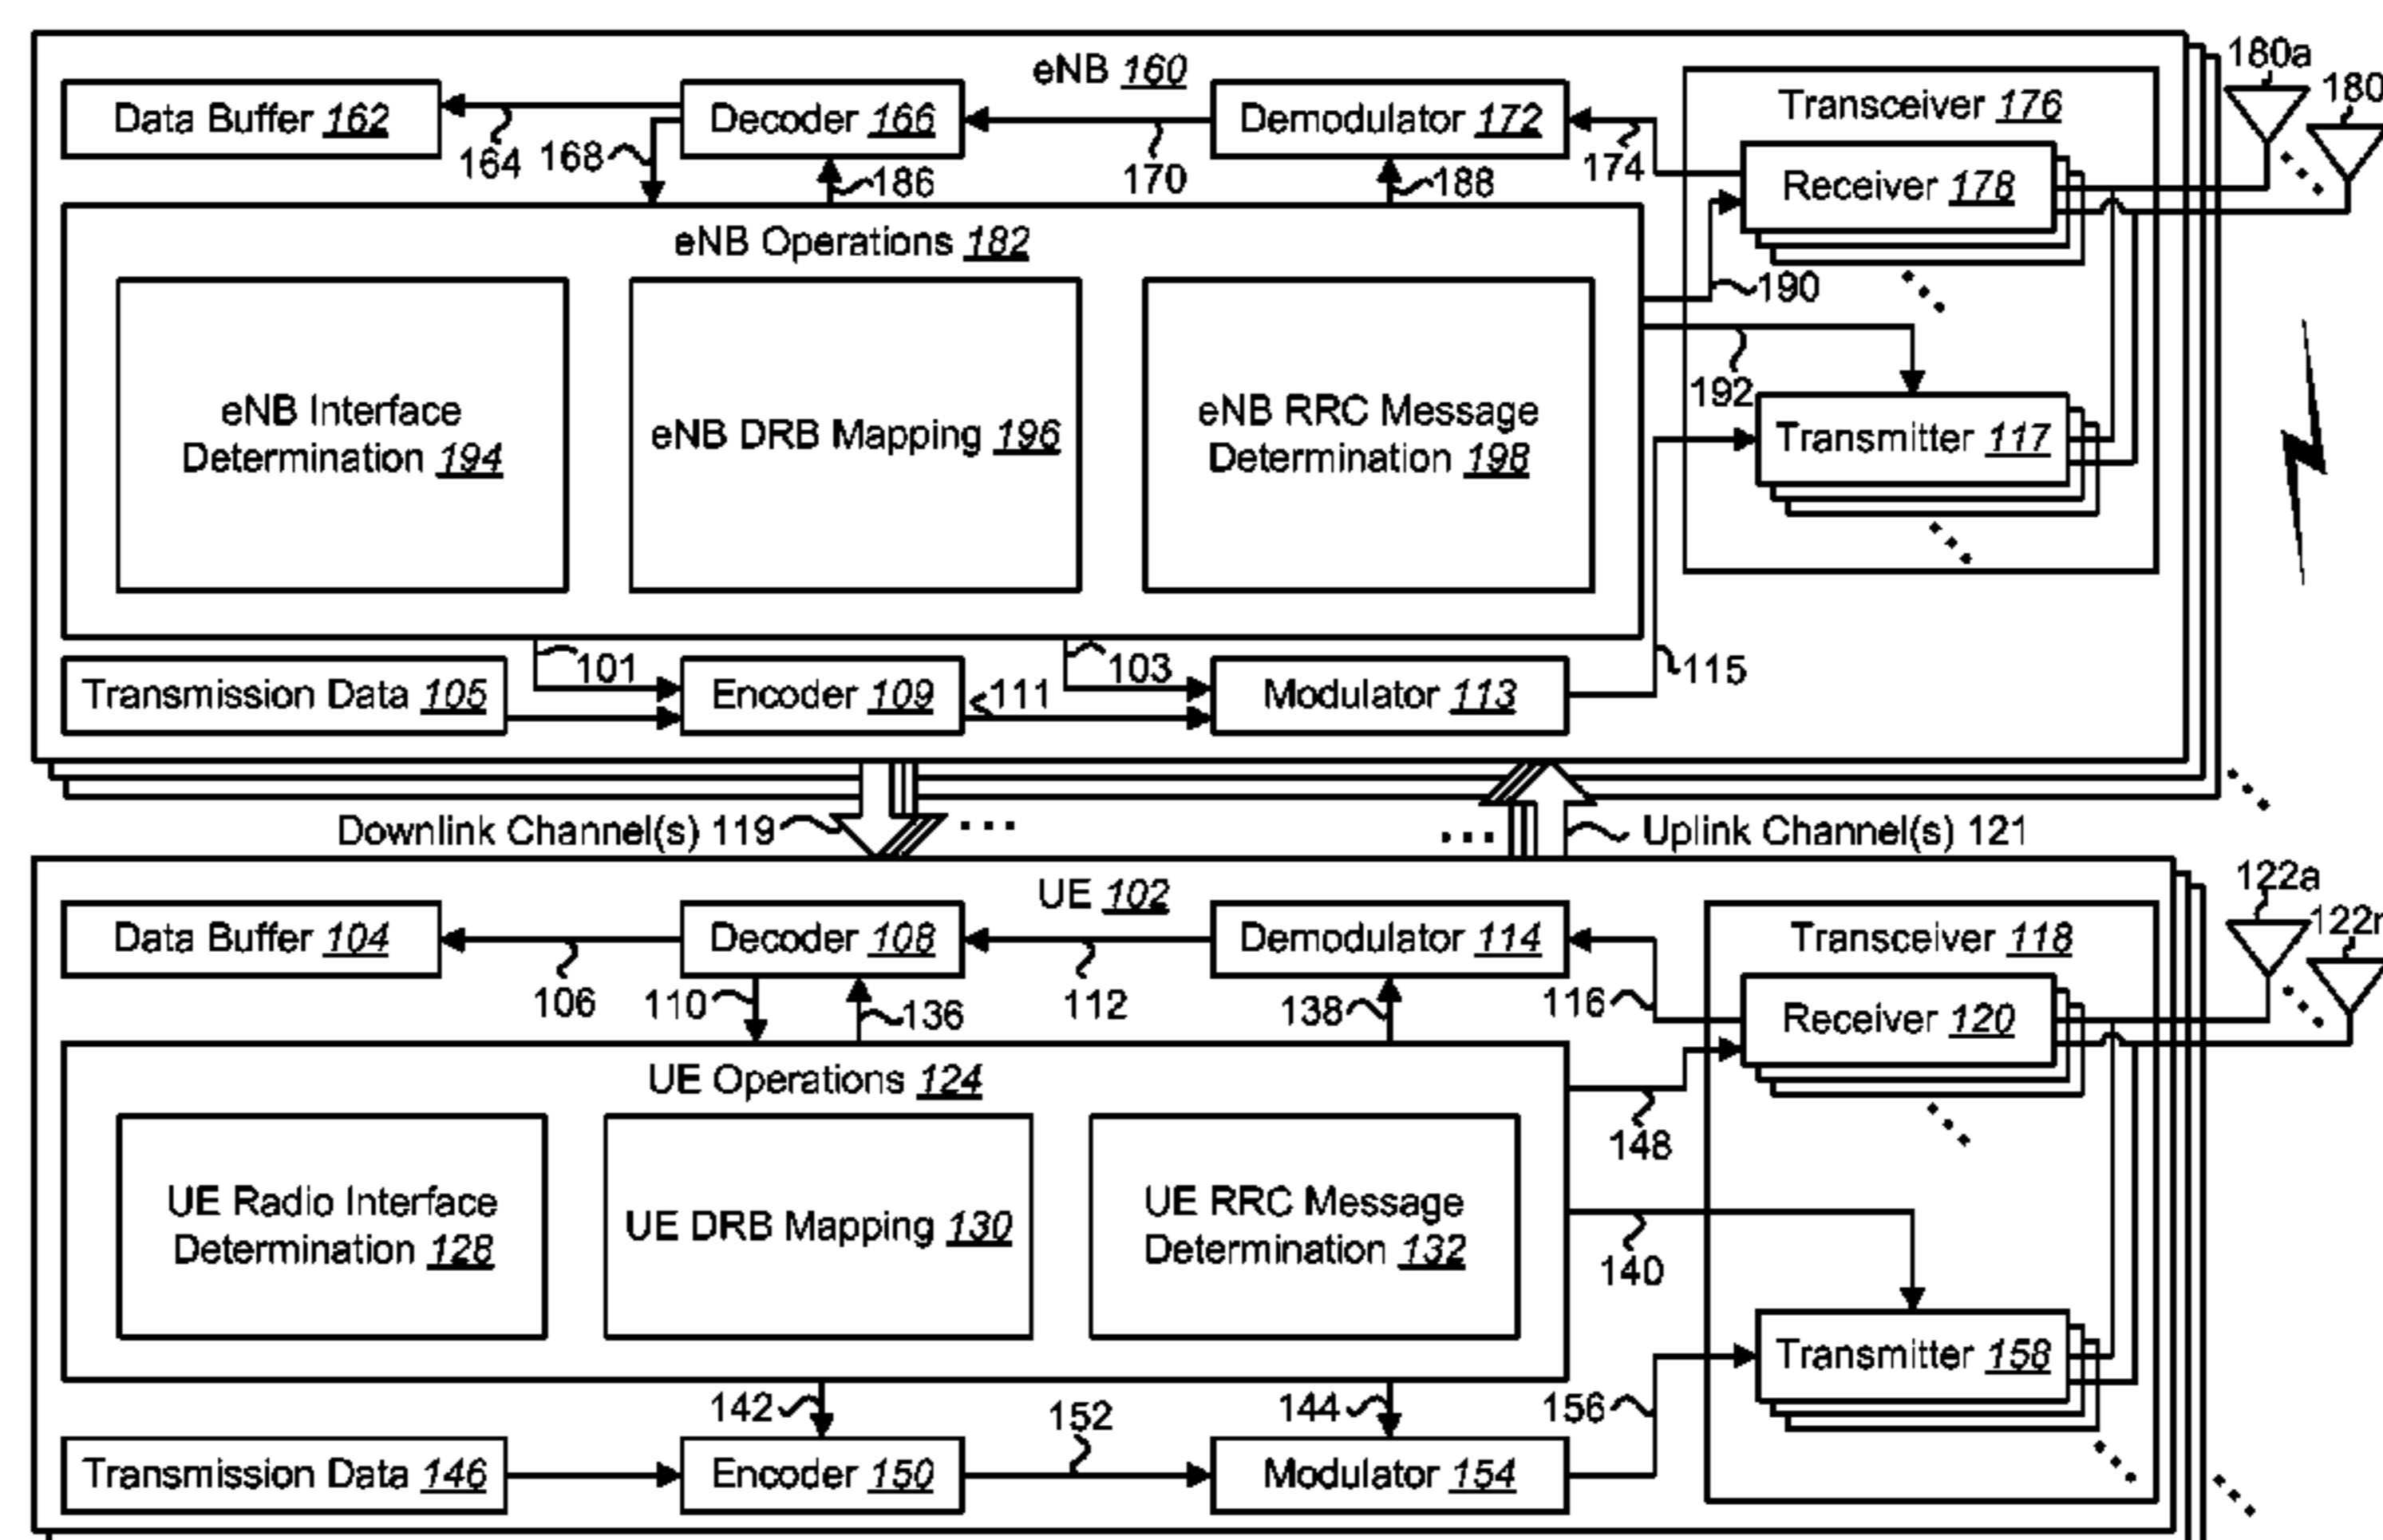 eNB 160
180a
180
Data Buffer 162
Decoder 166
Demodulator 172
Transceiver 176
164
168
186
170
188
174
Receiver 178
eNB Operations 182
190
192
eNB Interface
Determination 194
eNB DRB Mapping 196
eNB RRC Message
Determination 198
Transmitter 117
101
103
115
Transmission Data 105
Encoder 109
111
Modulator 113
Downlink Channel(s) 119
Uplink Channel(s) 121
UE 102
122a
122n
Data Buffer 104
Decoder 108
Demodulator 114
Transceiver 118
106
110
136
112
138
116
Receiver 120
UE Operations 124
148
UE Radio Interface
Determination 128
UE DRB Mapping 130
UE RRC Message
Determination 132
140
Transmitter 158
142
152
144
156
Transmission Data 146
Encoder 150
Modulator 154